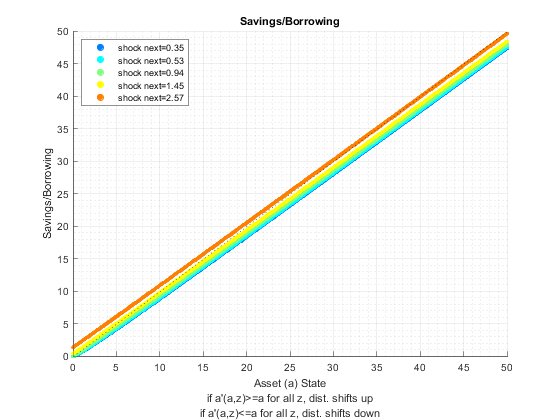 Savings/Borrowing
50
45
40
35
30
25
20
15
10
5
0
shock next=0.35
shock next=0.53
shock next=0.94
shock next=1.45
shock next=2.57
Savings/Borrowing
0
5
10
15
20
25
30
35
40
45
50
Asset (a) State
if a'(a,z)>=a for all z, dist. shifts up
if a'(a,z)<=a for all z, dist. shifts down